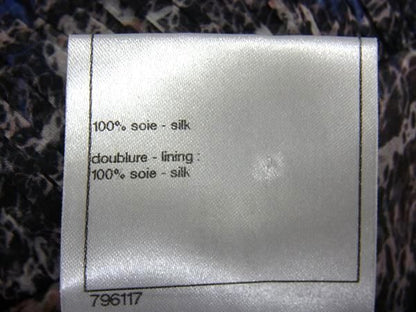 100% soie - silk
doublure - lining :
100% soie - silk
796117